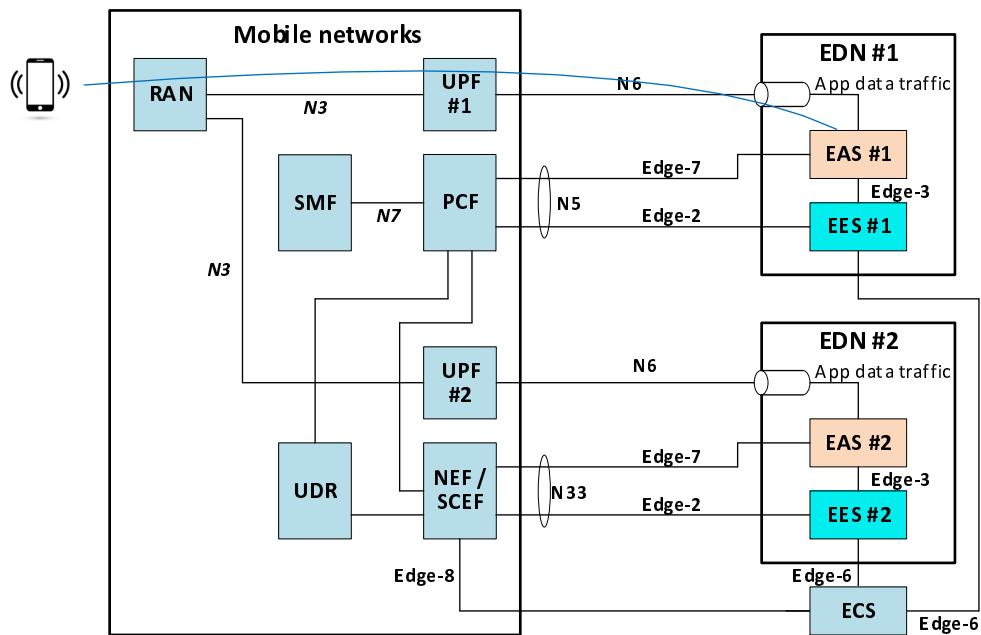 Mobile networks
EDN #1
RAN
N3
UPF
#1
N6
App data traffic
EAS #1
Edge-7
SMF
N7
PCF
N5
Edge-3
Edge-2
EES #1
N3
EDN #2
UPF
#2
N6
App data traffic
EAS #2
Edge-7
UDR
NEF /
SCEF
N33
Edge-3
Edge-2
EES #2
Edge-8
Edge-6
ECS
Edge-6